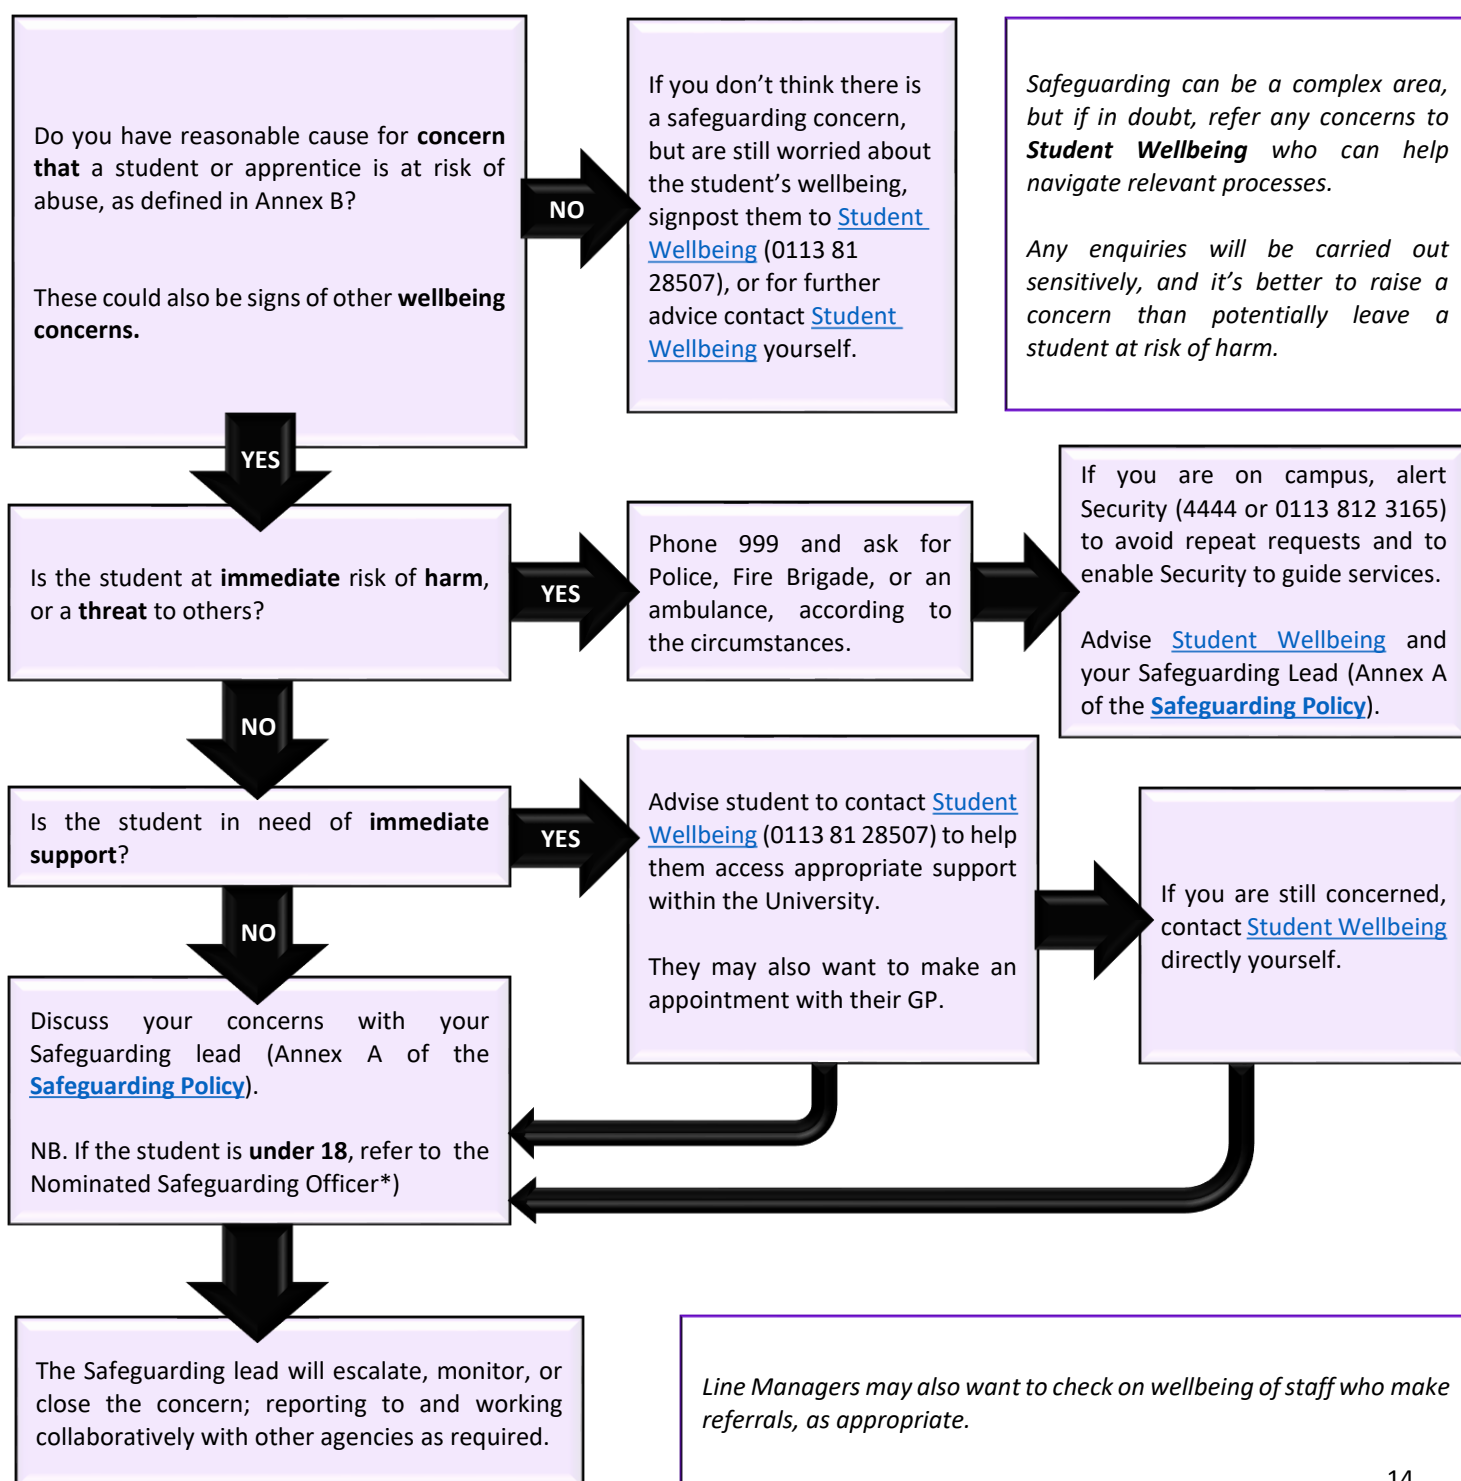 Do you have reasonable cause for concern
that a student or apprentice is at risk of
abuse, as defined in Annex B?
These could also be signs of other wellbeing
concerns.
NO
If you don’t think there is
a safeguarding concern,
but are still worried about
the student’s wellbeing,
signpost them to Student
Wellbeing (0113 81
28507), or for further
advice contact Student
Wellbeing yourself.
Safeguarding can be a complex area,
but if in doubt, refer any concerns to
Student Wellbeing who can help
navigate relevant processes.
Any enquiries will be carried out
sensitively, and it’s better to raise a
concern than potentially leave a
student at risk of harm.
YES
Is the student at immediate risk of harm,
or a threat to others?
YES
Phone 999 and ask for
Police, Fire Brigade, or an
ambulance, according to
the circumstances.
If you are on campus, alert
Security (4444 or 0113 812 3165)
to avoid repeat requests and to
enable Security to guide services.
Advise Student Wellbeing and
your Safeguarding Lead (Annex A
of the Safeguarding Policy).
NO
Is the student in need of immediate
support?
YES
Advise student to contact Student
Wellbeing (0113 81 28507) to help
them access appropriate support
within the University.
They may also want to make an
appointment with their GP.
If you are still concerned,
contact Student Wellbeing
directly yourself.
NO
Discuss your concerns with your
Safeguarding lead (Annex A of the
Safeguarding Policy).
NB. If the student is under 18, refer to the
Nominated Safeguarding Officer*)
The Safeguarding lead will escalate, monitor, or
close the concern; reporting to and working
collaboratively with other agencies as required.
Line Managers may also want to check on wellbeing of staff who make
referrals, as appropriate.
14